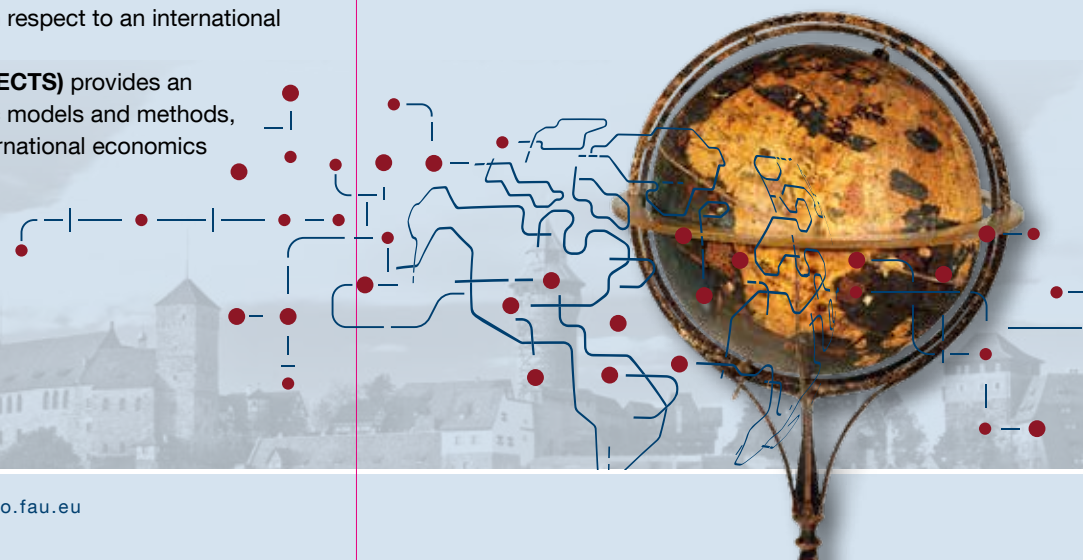 respect to an international
ECTS) provides an
models and methods,
rnational economics
o.fau.eu